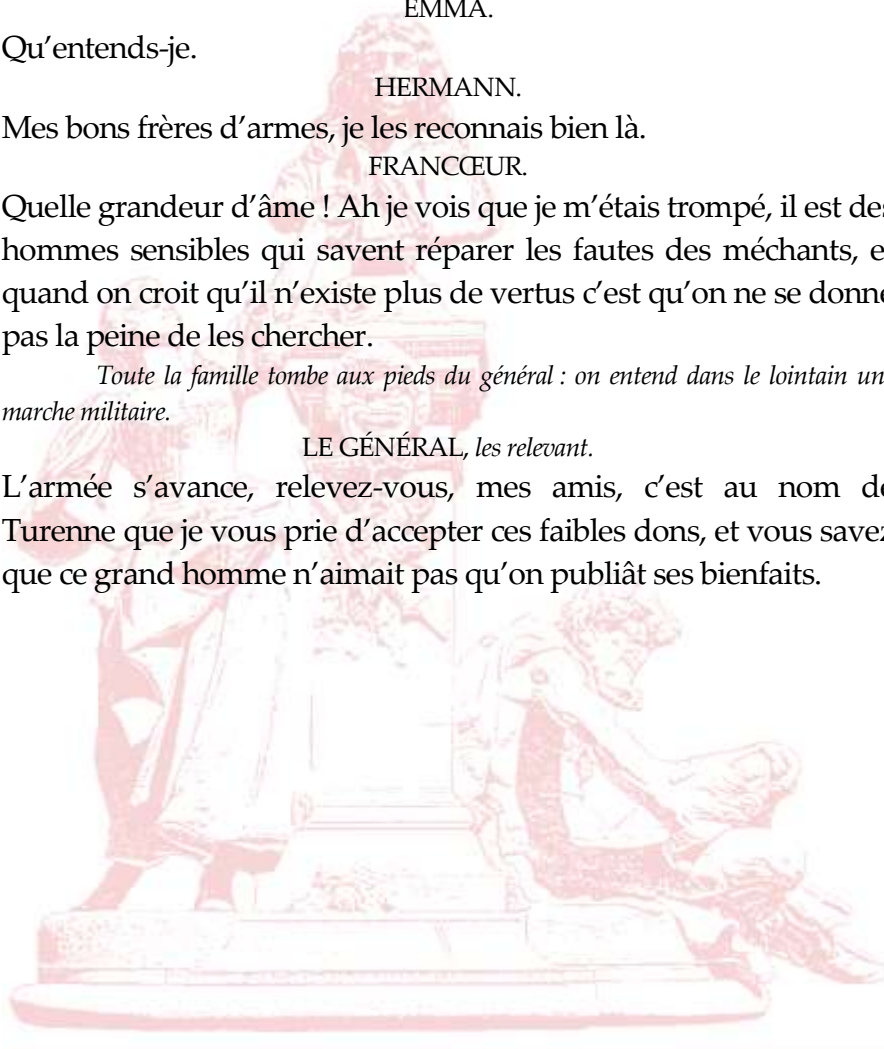 EMMA.
Qu’entends-je.
HERMANN.
Mes bons frères d’armes, je les reconnais bien là.
FRANCŒUR.
Quelle grandeur d’âme ! Ah je vois que je m’étais trompé, il est des
hommes sensibles qui savent réparer les fautes des méchants, e
quand on croit qu’il n’existe plus de vertus c’est qu’on ne se donne
pas la peine de les chercher.
Toute la famille tombe aux pieds du général : on entend dans le lointain un
marche militaire.
LE GÉNÉRAL, les relevant.
L’armée s’avance, relevez-vous, mes amis, c’est au nom de
Turenne que je vous prie d’accepter ces faibles dons, et vous savez
que ce grand homme n’aimait pas qu’on publiât ses bienfaits.